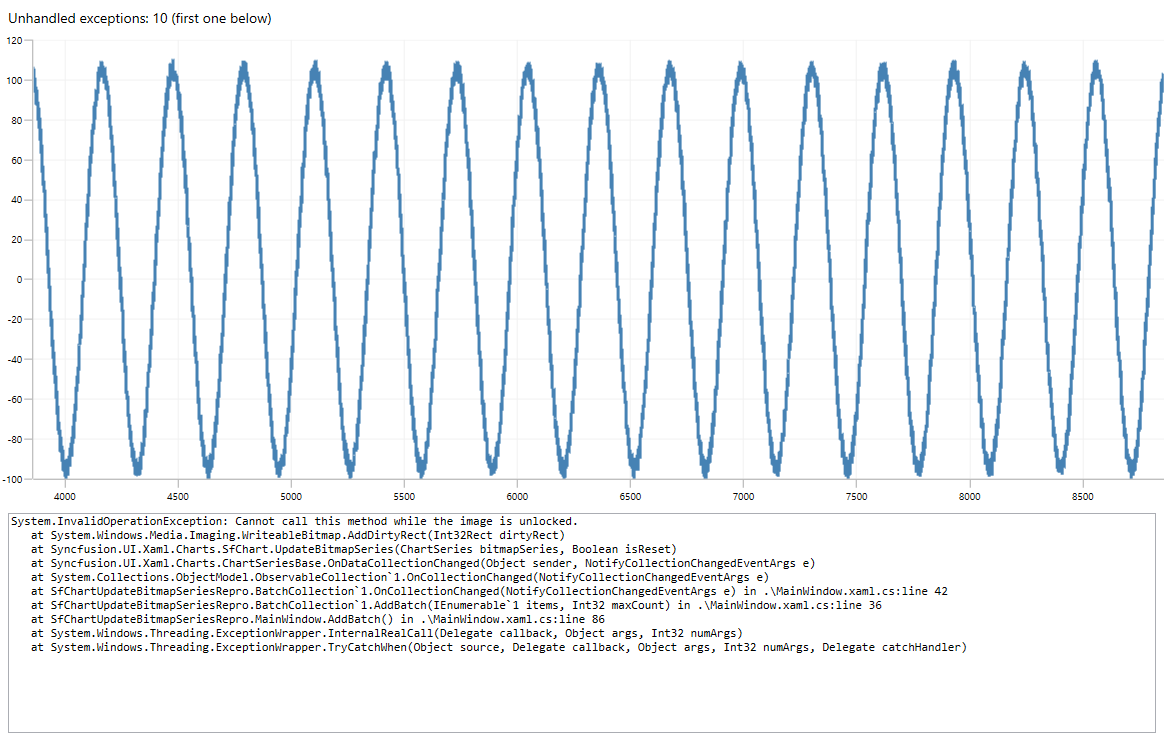 Unhandled exceptions: 10 (first one below)
120
100
80
60
40
20
0
-20
-40
-60
-80
-100
4000 4500 5000 5500 6000 6500 7000 7500 8000 8500
System.InvalidOperationException: Cannot call this method while the image is unlocked.
   at System.Windows.Media.Imaging.WriteableBitmap.AddDirtyRect(Int32Rect dirtyRect)
   at Syncfusion.UI.Xaml.Charts.SfChart.UpdateBitmapSeries(ChartSeries bitmapSeries, Boolean isReset)
   at Syncfusion.UI.Xaml.Charts.ChartSeriesBase.OnDataCollectionChanged(Object sender, NotifyCollectionChangedEventArgs e)
   at System.Collections.ObjectModel.ObservableCollection`1.OnCollectionChanged(NotifyCollectionChangedEventArgs e)
   at SfChartUpdateBitmapSeriesRepro.BatchCollection`1.OnCollectionChanged(NotifyCollectionChangedEventArgs e) in .\MainWindow.xaml.cs:line 42
   at SfChartUpdateBitmapSeriesRepro.BatchCollection`1.AddBatch(IEnumerable`1 items, Int32 maxCount) in .\MainWindow.xaml.cs:line 36
   at SfChartUpdateBitmapSeriesRepro.MainWindow.AddBatch() in .\MainWindow.xaml.cs:line 86
   at System.Windows.Threading.ExceptionWrapper.InternalRealCall(Delegate callback, Object args, Int32 numArgs)
   at System.Windows.Threading.ExceptionWrapper.TryCatchWhen(Object source, Delegate callback, Object args, Int32 numArgs, Delegate catchHandler)